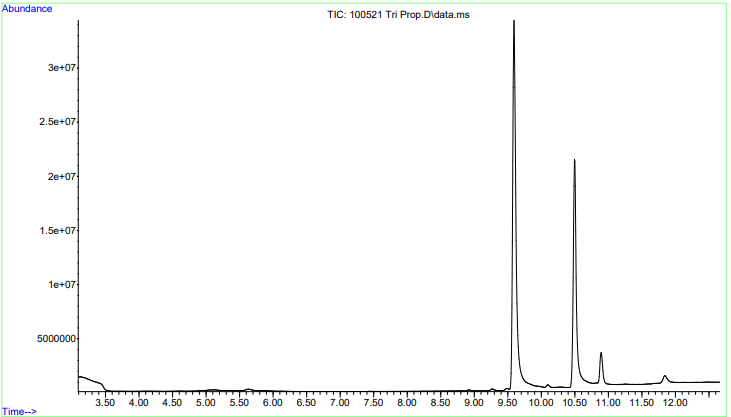 Abundance
TIC: 100521 Tri Prop.D\data.ms
3e+07
2.5e+07
2e+07
1.5e+07
1e+07
5000000
3.50 4.00 4.50 5.00 5.50 6.00 6.50 7.00 7.50 8.00 8.50 9.00 9.50 10.00 10.50 11.00 11.50 12.00
Time-->